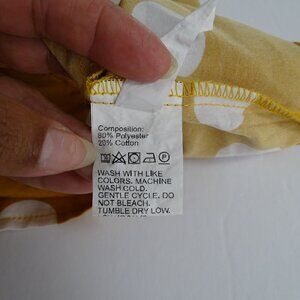 Composition:
80% Polyester
20% Cotton
WASH WITH LIKE
COLORS. MACHINE
WASH COLD.
GENTLE CYCLE. DO
NOT BLEACH.
TUMBLE DRY LOW.